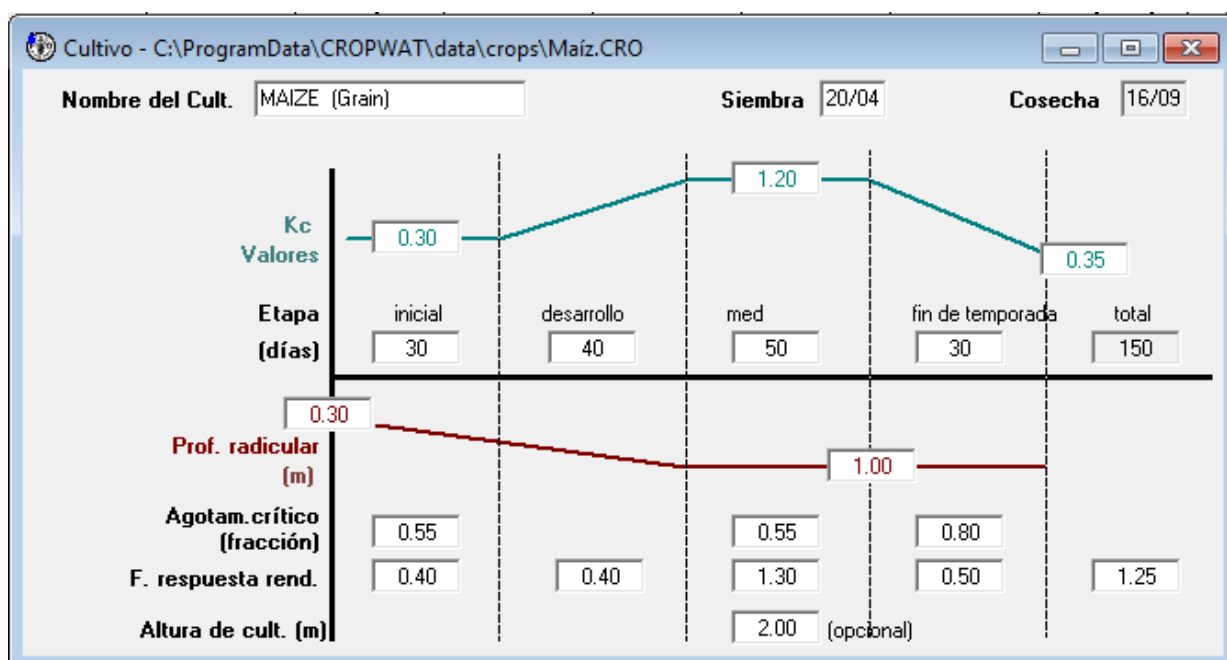 Cultivo - C:\ProgramData\CROPWAT\data\crops\Maíz.CRO
Nombre del Cult. MAIZE (Grain) Siembra 20/04 Cosecha 16/09
1.20
Kc 0.30
Valores 0.35
Etapa inicial desarrollo med fin de temporada total
(días) 30 40 50 30 150
0.30
Prof. radicular 1.00
(m)
Agotam.crítico
(fracción) 0.55 0.55 0.80
F. respuesta rend. 0.40 0.40 1.30 0.50 1.25
Altura de cult. (m) 2.00 (opcional)